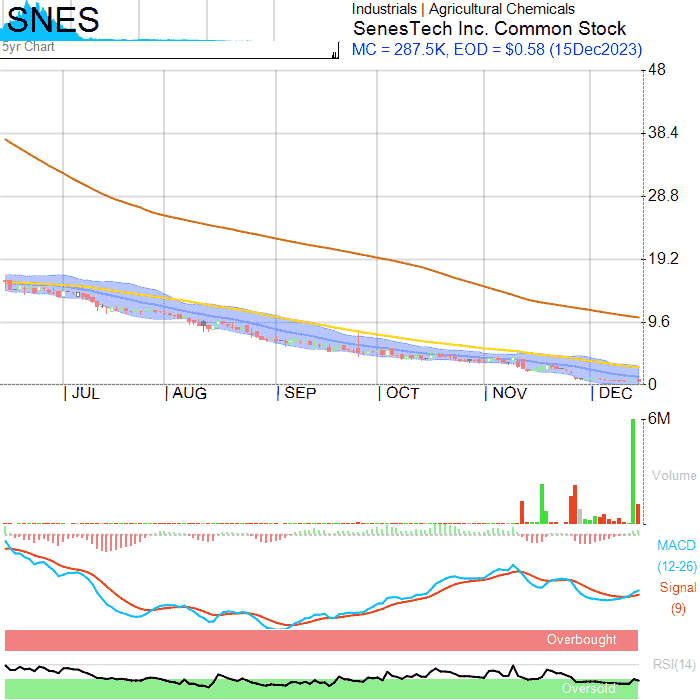 SNES
5yr Chart
Industrials | Agricultural Chemicals
SenesTech Inc. Common Stock
MC = 287.5K, EOD = $0.58 (15Dec2023)
48
38.4
28.8
19.2
9.6
0
JUL AUG SEP OCT NOV DEC
6M
Volume
MACD
(12-26)
Signal
(9)
Overbought
RSI(14)
Oversold